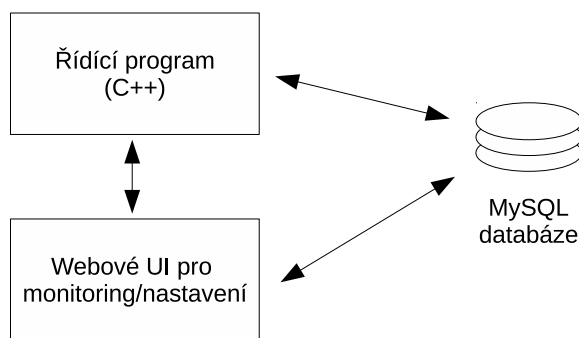 Řídící program
(C++)
MySQL
databáze
Webové UI pro
monitoring/nastavení